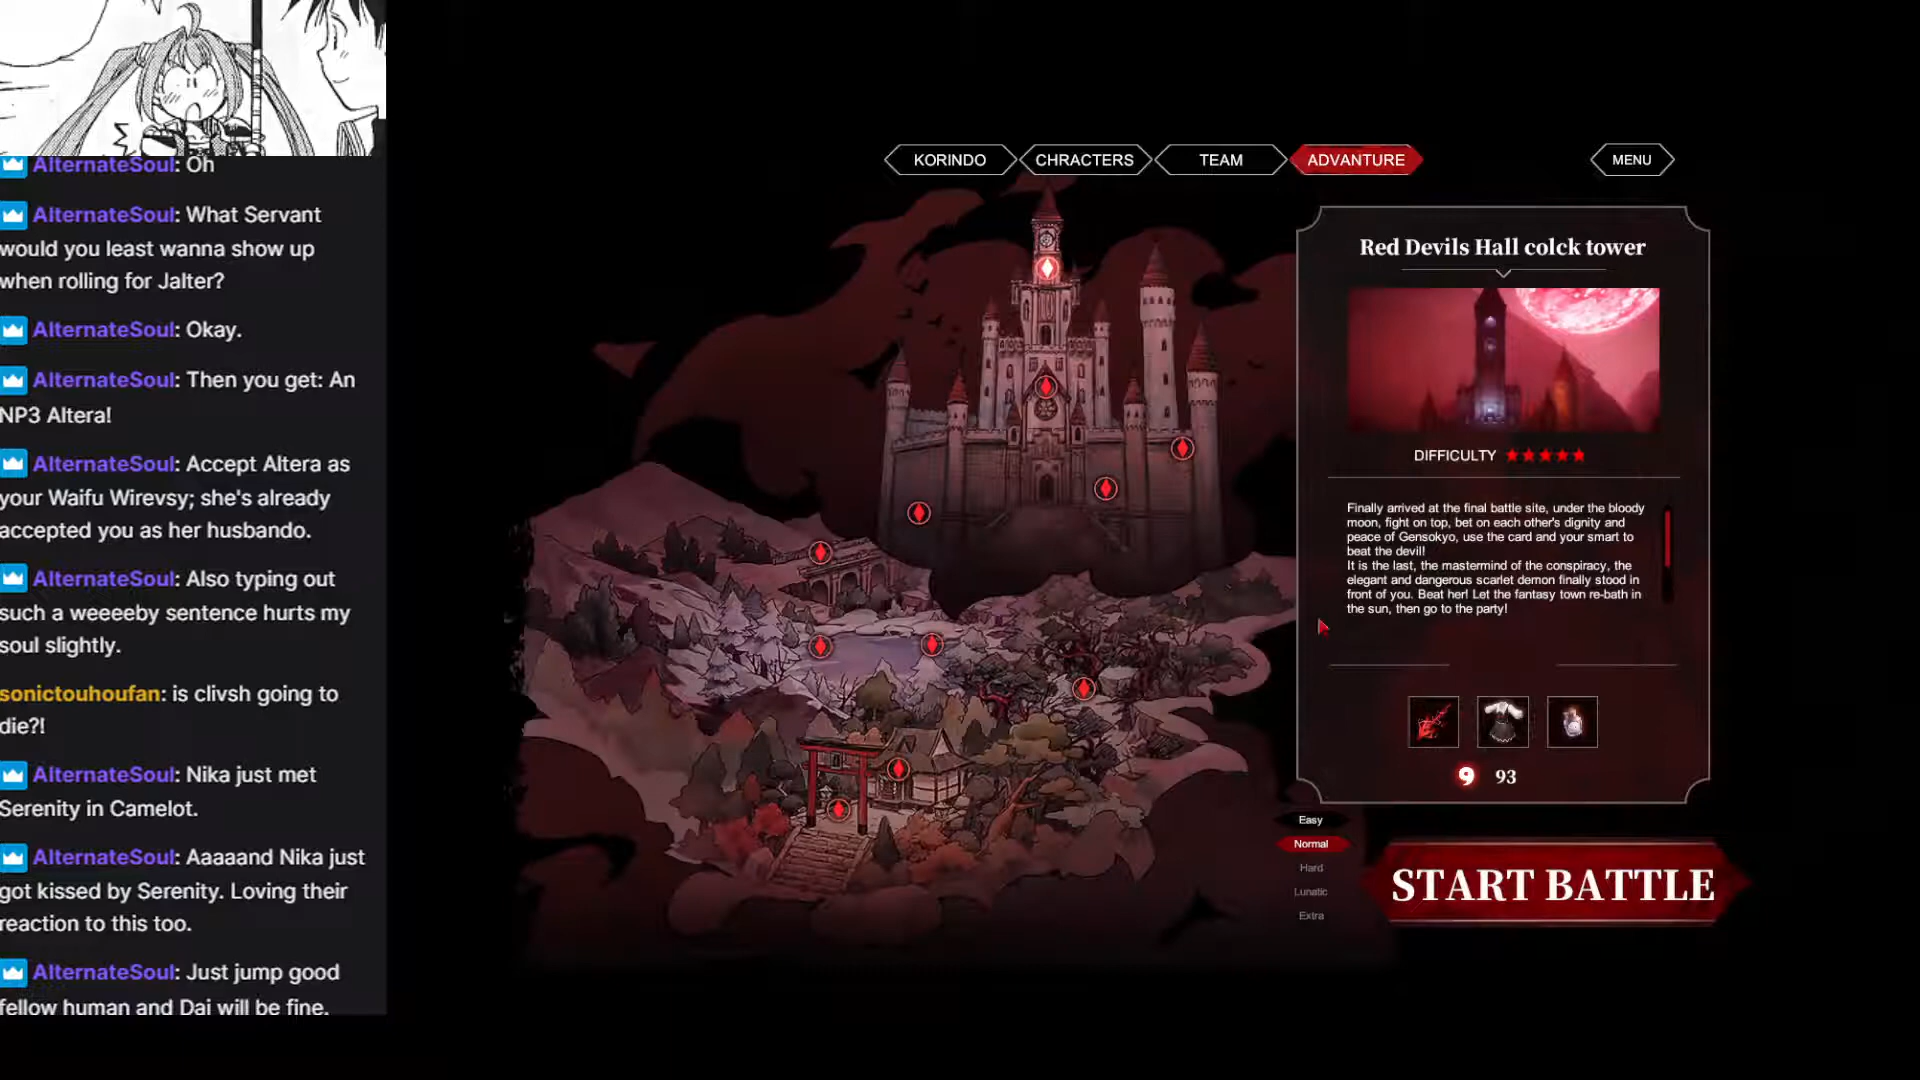 AlternateSoul: Oh
AlternateSoul: What Servant
would you least wanna show up
when rolling for Jalter?
AlternateSoul: Okay.
AlternateSoul: Then you get: An
NP3 Altera!
AlternateSoul: Accept Altera as
your Waifu Wirevsy; she's already
accepted you as her husbando.
AlternateSoul: Also typing out
such a weeeeby sentence hurts my
soul slightly.
sonictouhoufan: is clivsh going to
die?!
AlternateSoul: Nika just met
Serenity in Camelot.
AlternateSoul: Aaaaand Nika just
got kissed by Serenity. Loving their
reaction to this too.
AlternateSoul: Just jump good
fellow human and Dai will be fine.
KORINDO
CHRACTERS
TEAM
ADVANTURE
MENU
Red Devils Hall colck tower
DIFFICULTY
Finally arrived at the final battle site, under the bloody
moon, fight on top, bet on each other's dignity and
peace of Gensokyo, use the card and your smart to
beat the devil!
It is the last, the mastermind of the conspiracy, the
elegant and dangerous scarlet demon finally stood in
front of you. Beat her! Let the fantasy town re-bath in
the sun, then go to the party!
93
Easy
Normal
Hard
Lunatic
Extra
START BATTLE